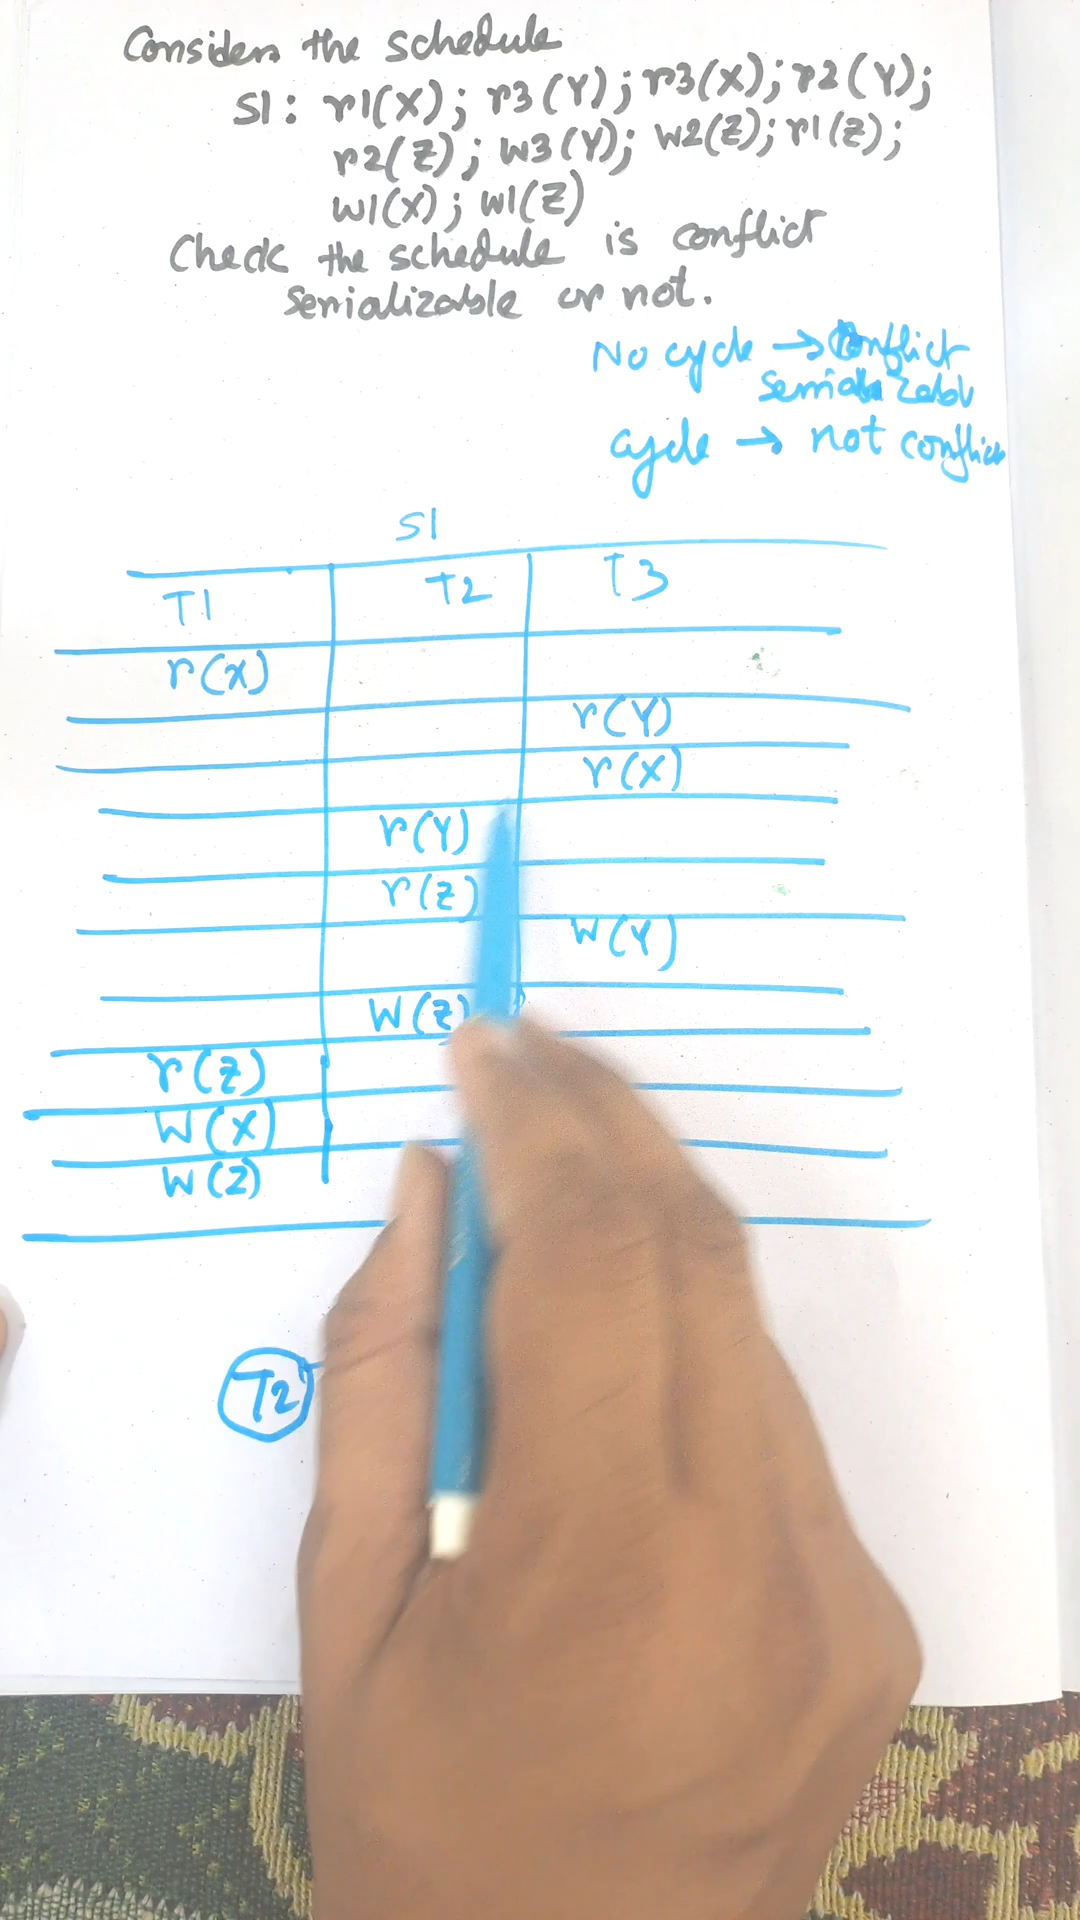 Consider the schedule
S1: r1(X); r3(Y); r3(X); r2(Y);
r2(Z); w3(Y); w2(Z); r1(Z);
w1(X); w1(Z)
Check the schedule is conflict
serializable or not.
No cycle → Conflict
serializabl
cycle → not conflict
S1
T1 T2 T3
r(X)
r(Y)
r(X)
r(Y)
r(Z)
W(Y)
W(Z)
r(Z)
W(X)
W(Z)
T2